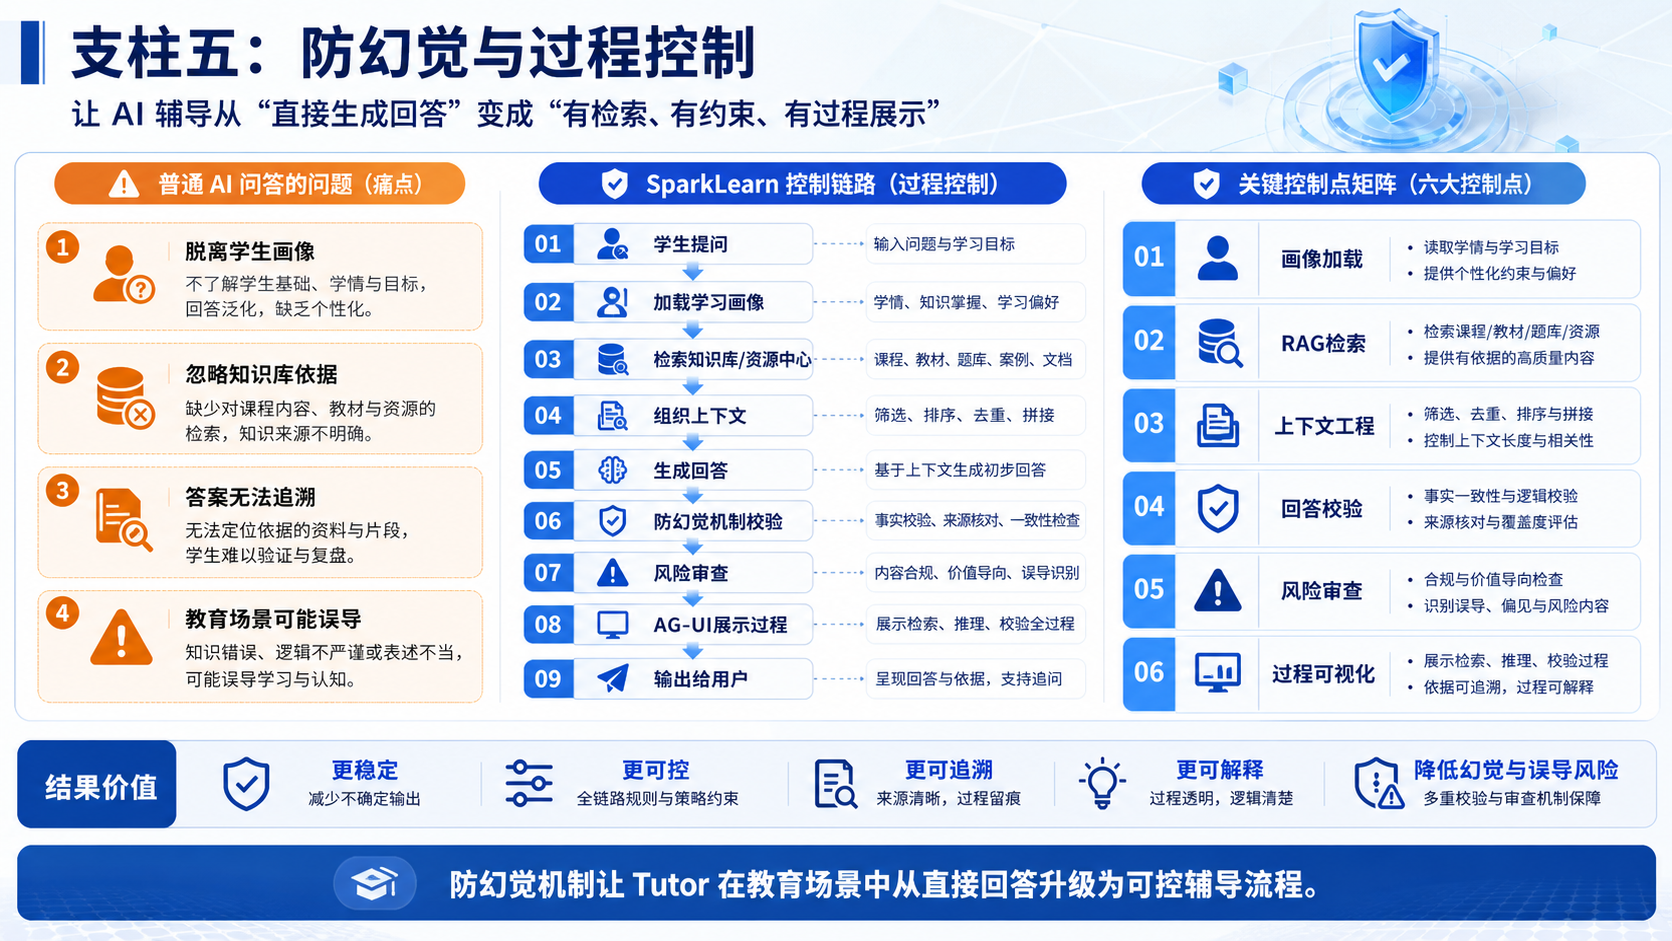 支柱五：防幻觉与过程控制
让 AI 辅导从“直接生成回答”变成“有检索、有约束、有过程展示”
普通 AI 问答的问题（痛点）
1
脱离学生画像
不了解学生基础、学情与目标，
回答泛化，缺乏个性化。
2
忽略知识库依据
缺少对课程内容、教材与资源的
检索，知识来源不明确。
3
答案无法追溯
无法定位依据的资料与片段，
学生难以验证与复盘。
4
教育场景可能误导
知识错误、逻辑不严谨或表述不当，
可能误导学习与认知。
SparkLearn 控制链路（过程控制）
01 学生提问 输入问题与学习目标
02 加载学习画像 学情、知识掌握、学习偏好
03 检索知识库/资源中心 课程、教材、题库、案例、文档
04 组织上下文 筛选、排序、去重、拼接
05 生成回答 基于上下文生成初步回答
06 防幻觉机制校验 事实校验、来源核对、一致性检查
07 风险审查 内容合规、价值导向、误导识别
08 AG-UI展示过程 展示检索、推理、校验全过程
09 输出给用户 呈现回答与依据，支持追问
关键控制点矩阵（六大控制点）
01 画像加载
• 读取学情与学习目标
• 提供个性化约束与偏好
02 RAG检索
• 检索课程/教材/题库/资源
• 提供有依据的高质量内容
03 上下文工程
• 筛选、去重、排序与拼接
• 控制上下文长度与相关性
04 回答校验
• 事实一致性与逻辑校验
• 来源核对与覆盖度评估
05 风险审查
• 合规与价值导向检查
• 识别误导、偏见与风险内容
06 过程可视化
• 展示检索、推理、校验过程
• 依据可追溯，过程可解释
结果价值
更稳定
减少不确定输出
更可控
全链路规则与策略约束
更可追溯
来源清晰，过程留痕
更可解释
过程透明，逻辑清楚
降低幻觉与误导风险
多重校验与审查机制保障
防幻觉机制让 Tutor 在教育场景中从直接回答升级为可控辅导流程。